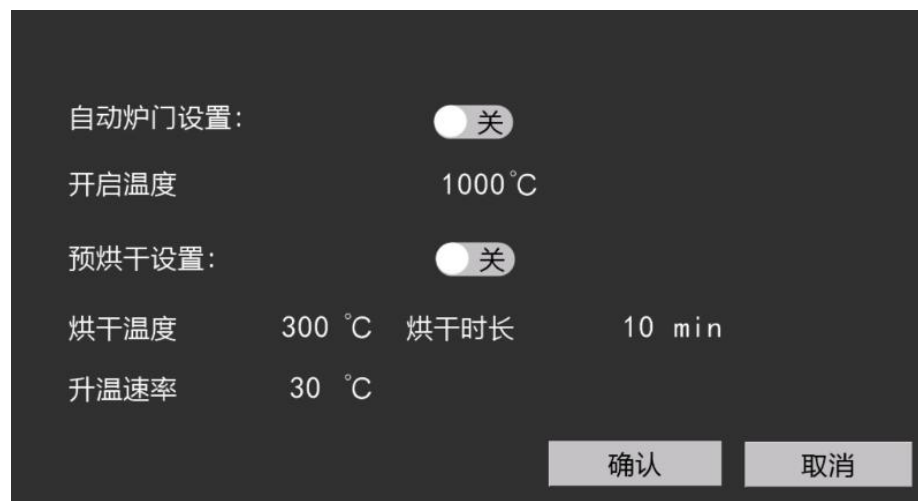 自动炉门设置: 关
开启温度 1000℃
预烘干设置: 关
烘干温度 300 ℃ 烘干时长 10 min
升温速率 30 ℃
确认 取消